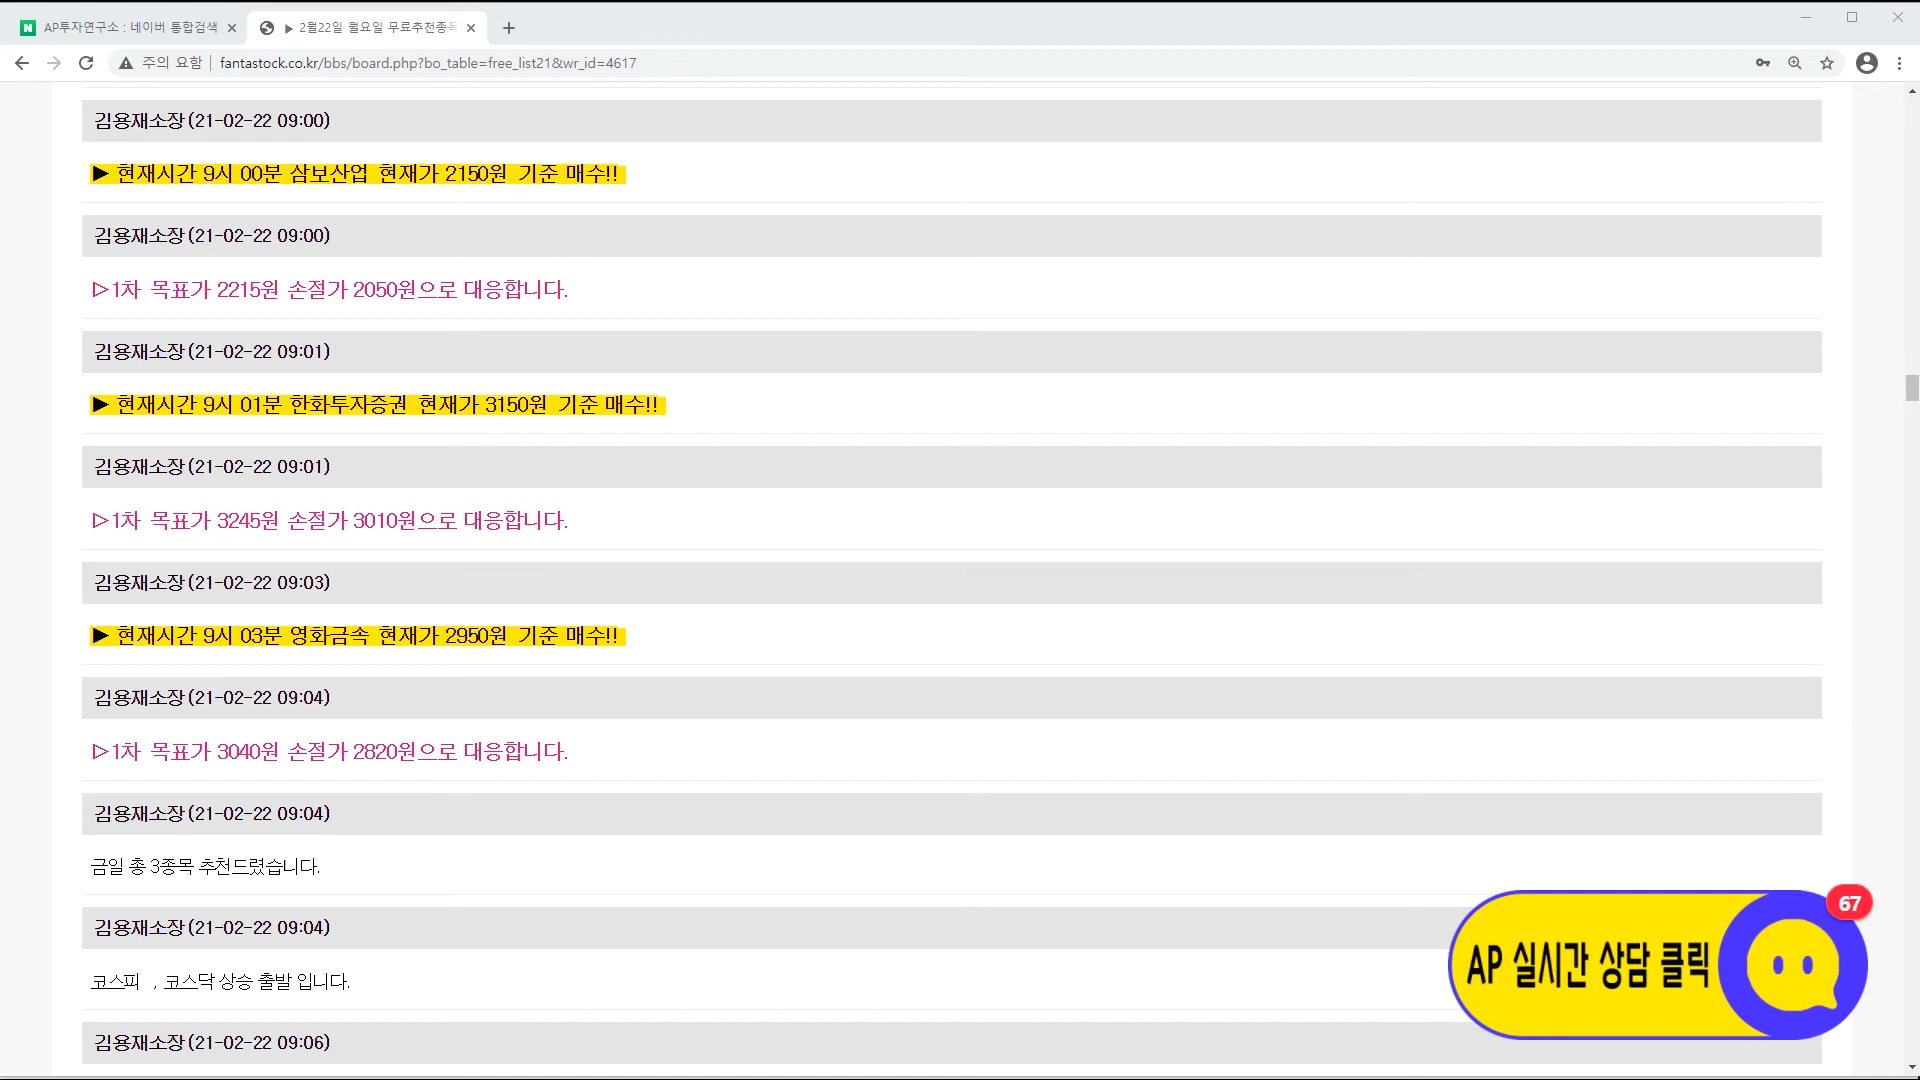 AP투자연구소 : 네이버 통합검색
▶ 2월22일 월요일 무료추천종목
주의 요함 | fantastock.co.kr/bbs/board.php?bo_table=free_list21&wr_id=4617
김용재소장(21-02-22 09:00)
▶ 현재시간 9시 00분 삼보산업 현재가 2150원 기준 매수!!
김용재소장(21-02-22 09:00)
▷1차 목표가 2215원 손절가 2050원으로 대응합니다.
김용재소장(21-02-22 09:01)
▶ 현재시간 9시 01분 한화투자증권 현재가 3150원 기준 매수!!
김용재소장(21-02-22 09:01)
▷1차 목표가 3245원 손절가 3010원으로 대응합니다.
김용재소장(21-02-22 09:03)
▶ 현재시간 9시 03분 영화금속 현재가 2950원 기준 매수!!
김용재소장(21-02-22 09:04)
▷1차 목표가 3040원 손절가 2820원으로 대응합니다.
김용재소장(21-02-22 09:04)
금일 총 3종목 추천드렸습니다.
김용재소장(21-02-22 09:04)
코스피 , 코스닥 상승 출발 입니다.
67
AP 실시간 상담 클릭
김용재소장(21-02-22 09:06)